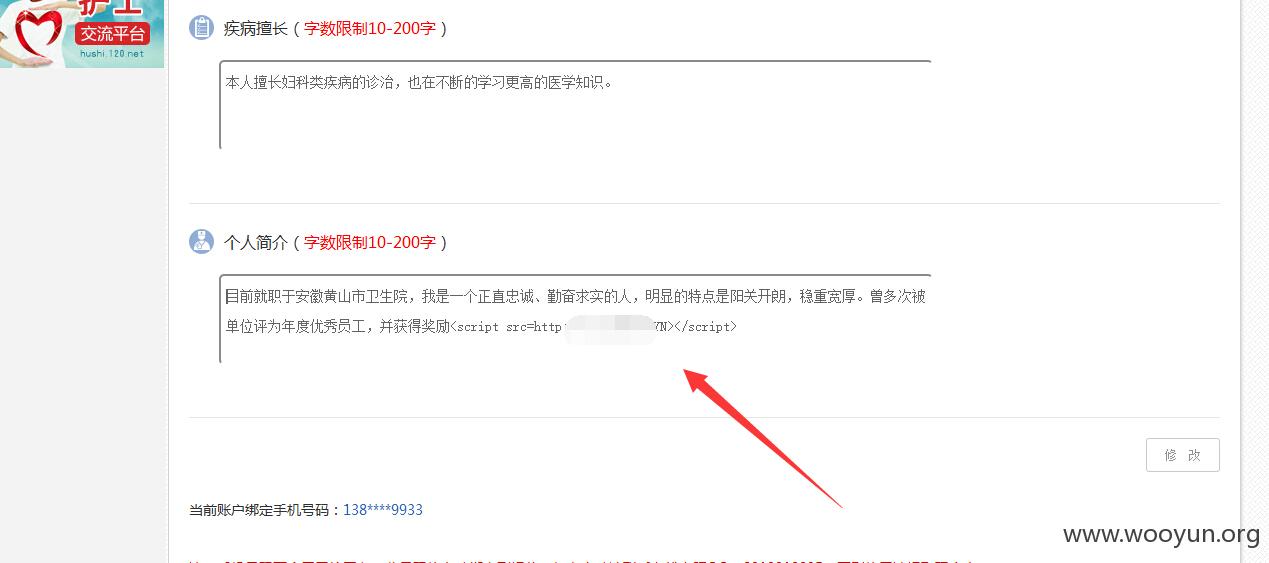 护士
交流平台
hushi.120.net
疾病擅长（字数限制10-200字）
本人擅长妇科类疾病的诊治，也在不断的学习更高的医学知识。
个人简介（字数限制10-200字）
目前就职于安徽黄山市卫生院，我是一个正直忠诚、勤奋求实的人，明显的特点是阳关开朗，稳重宽厚。曾多次被
单位评为年度优秀员工，并获得奖励<script src=http YN></script>
修 改
当前账户绑定手机号码：138****9933
www.wooyun.org